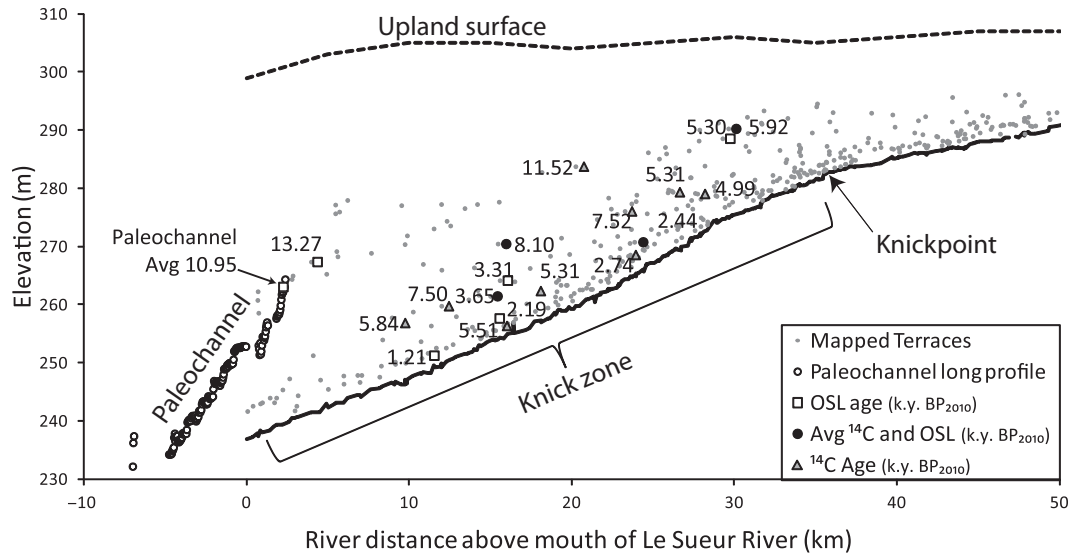 310
300
290
280
270
260
250
240
230
Elevation (m)
Upland surface
5.30
5.92
11.52
5.31
4.99
7.52
2.44
Knickpoint
Paleochannel
Avg 10.95
13.27
8.10
2.74
3.31
5.31
7.50
3.65
2.19
5.84
5.51
1.21
Paleochannel
Knick zone
Mapped Terraces
Paleochannel long profile
OSL age (k.y. BP₂₀₁₀)
Avg ¹⁴C and OSL (k.y. BP₂₀₁₀)
¹⁴C Age (k.y. BP₂₀₁₀)
−10
0
10
20
30
40
50
River distance above mouth of Le Sueur River (km)